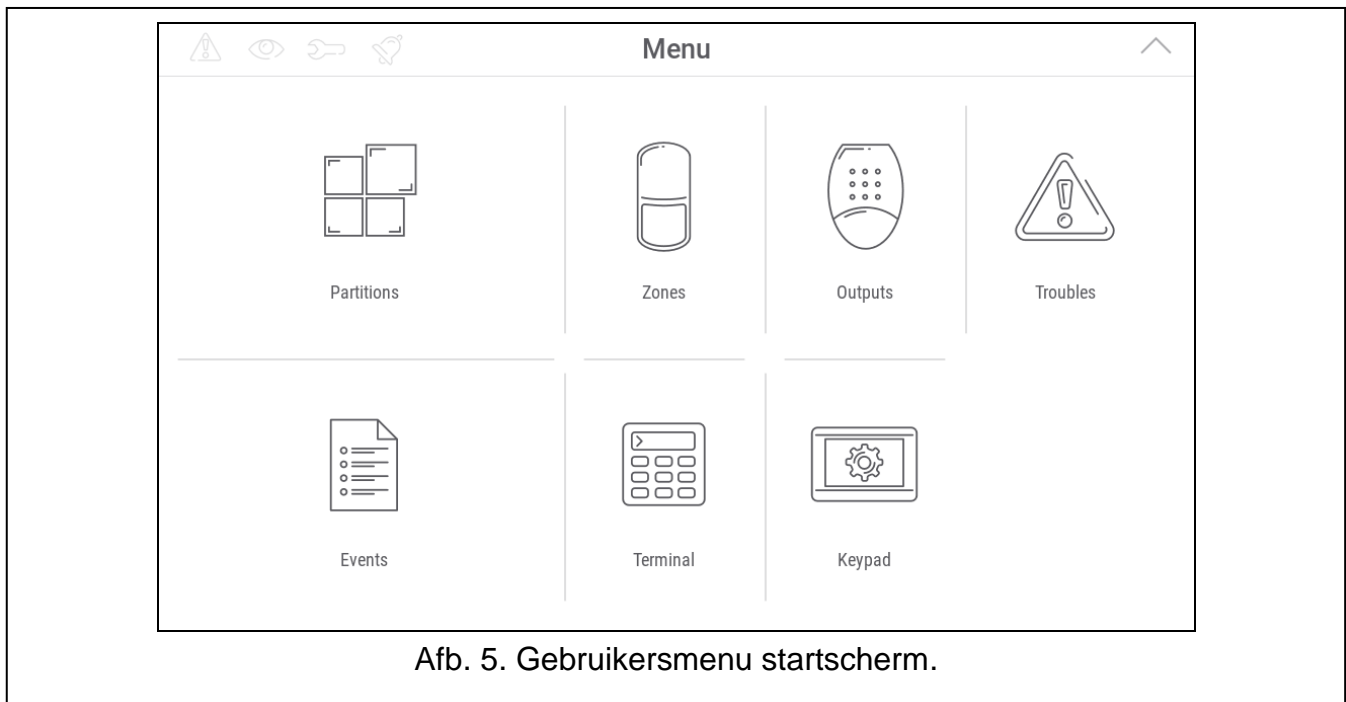 Menu
Partitions
Zones
Outputs
Troubles
Events
Terminal
Keypad
Afb. 5. Gebruikersmenu startscherm.